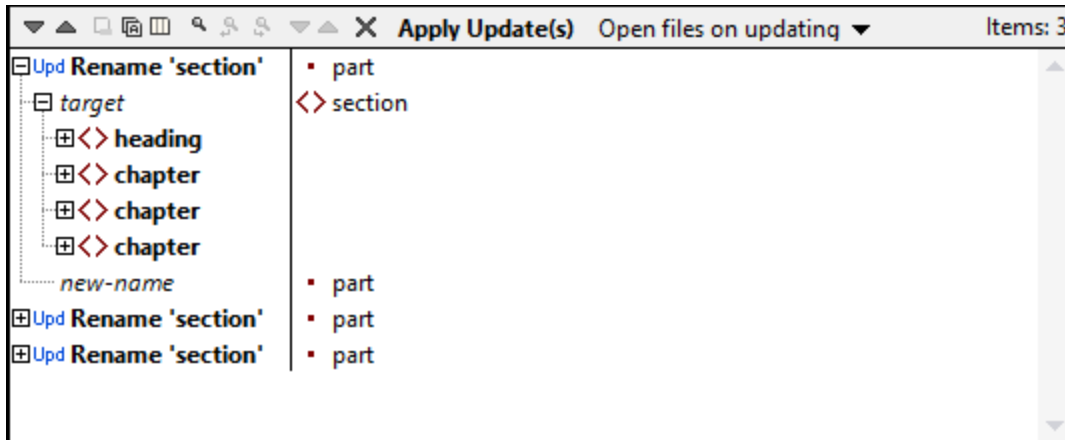 Apply Update(s) Open files on updating Items: 3
Upd Rename 'section' part
target <> section
<> heading
<> chapter
<> chapter
<> chapter
new-name part
Upd Rename 'section' part
Upd Rename 'section' part